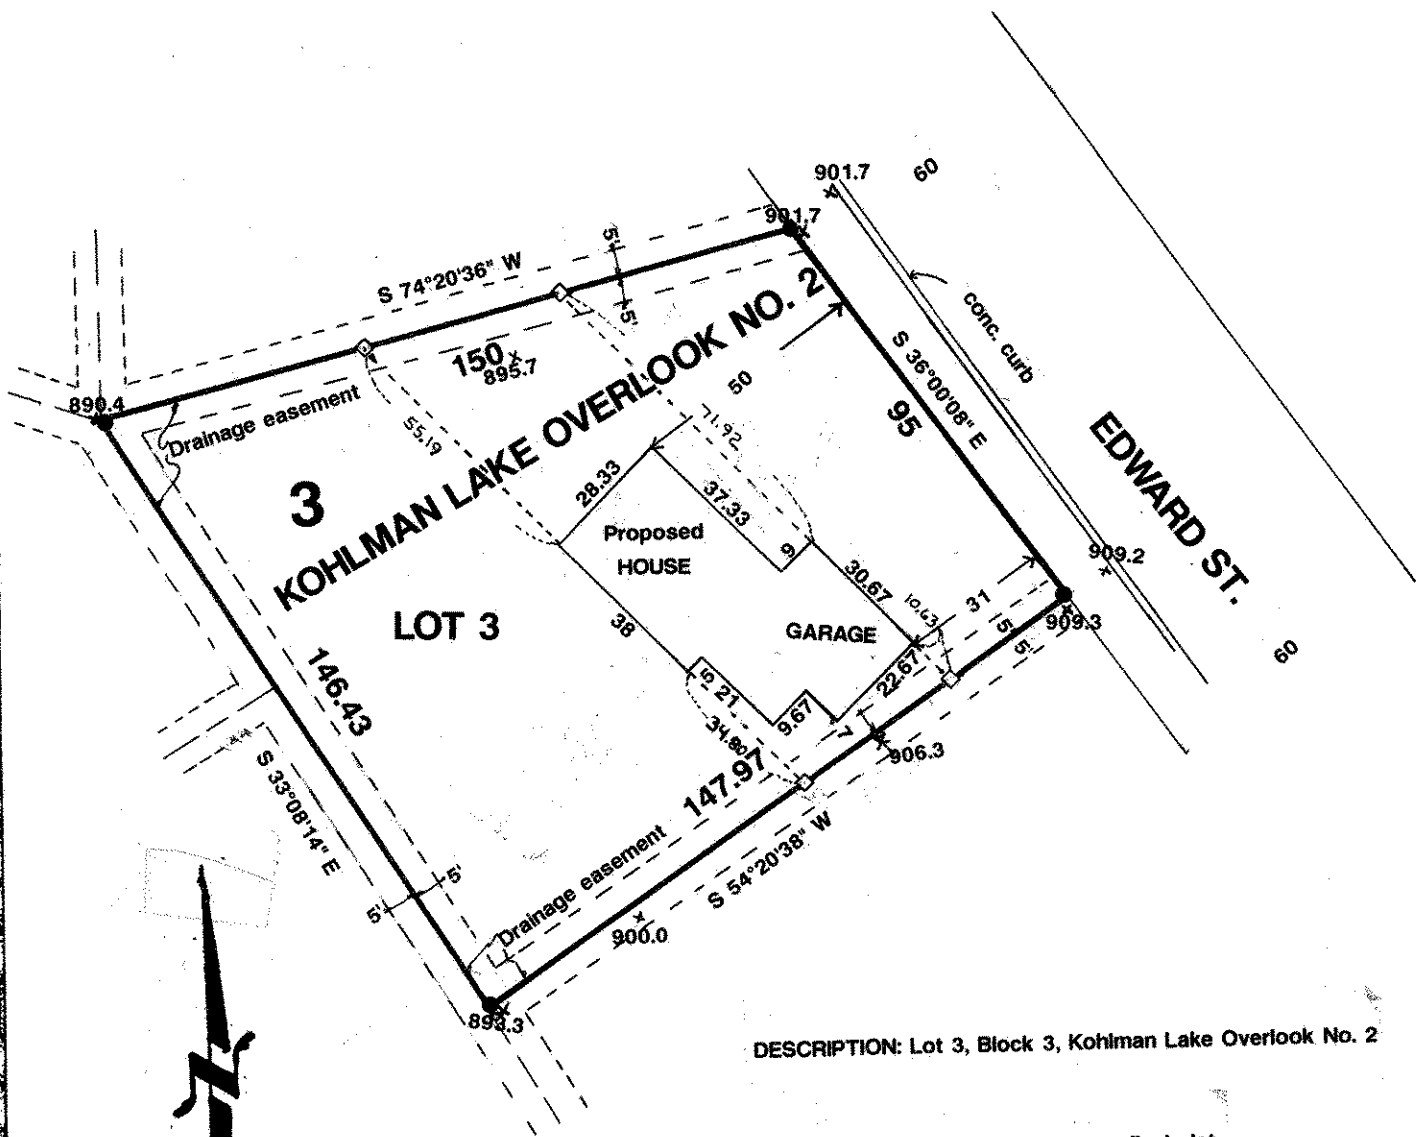 901.7
60
901.7
5'
S 74°20'36" W
5'
150
895.7
KOHLMAN LAKE OVERLOOK NO. 2
conc. curb
S 36°00'08" E
50
95
890.4
Drainage easement
55.19
71.92
EDWARD ST.
3
28.33
37.33
Proposed
HOUSE
9
909.2
30.67
10.63
31
LOT 3
38
GARAGE
909.3
5'
5'
60
146.43
5
21
22.67
9.67
34.80
7
906.3
147.97
S 33°08'14" E
S 54°20'38" W
Drainage easement
5'
5'
900.0
893.3
N
DESCRIPTION: Lot 3, Block 3, Kohlman Lake Overlook No. 2